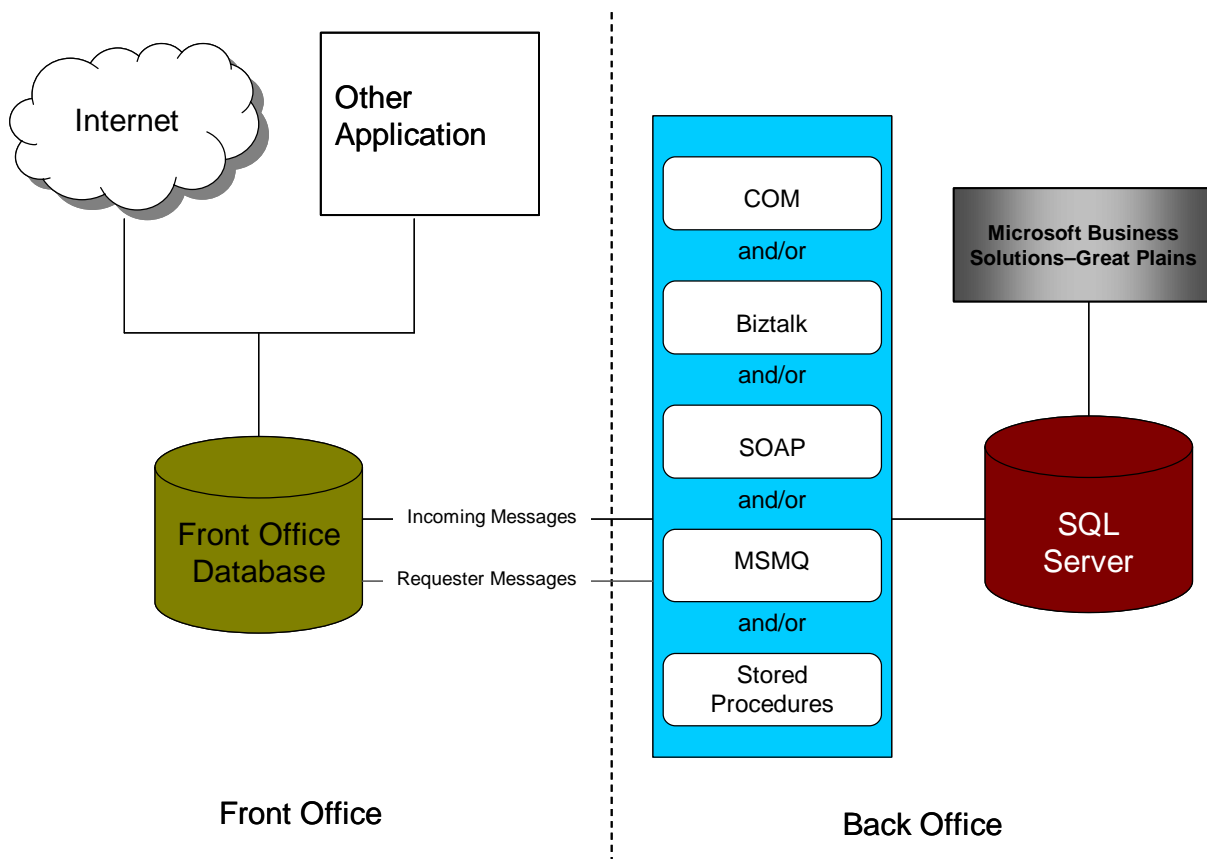 Internet
Other
Application
COM
and/or
Biztalk
and/or
SOAP
and/or
MSMQ
and/or
Stored
Procedures
Microsoft Business
Solutions–Great Plains
Front Office
Database
Incoming Messages
Requester Messages
SQL
Server
Front Office
Back Office